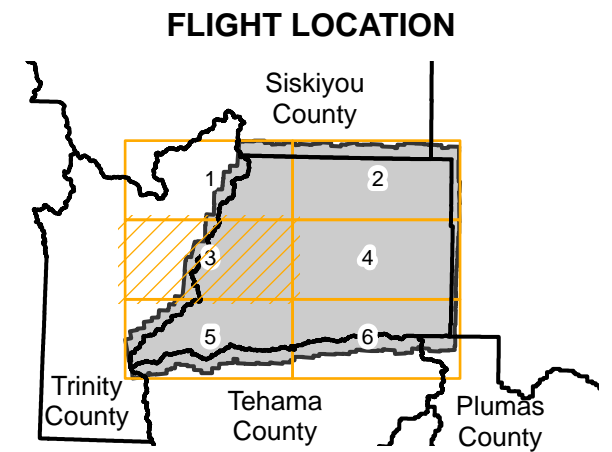 FLIGHT LOCATION
Siskiyou
County
1
2
3
4
5
6
Trinity
County
Tehama
County
Plumas
County